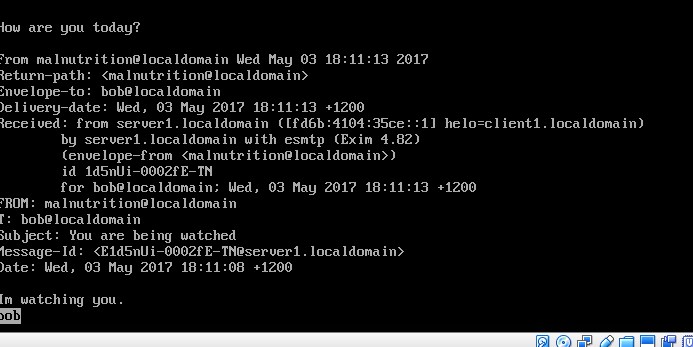 How are you today?
From malnutrition@localdomain Wed May 03 18:11:13 2017
Return-path: <malnutrition@localdomain>
Envelope-to: bob@localdomain
Delivery-date: Wed, 03 May 2017 18:11:13 +1200
Received: from server1.localdomain ([fd6b:4104:35ce::1] helo=client1.localdomain)
by server1.localdomain with esmtp (Exim 4.82)
(envelope-from <malnutrition@localdomain>)
id 1d5nUi-0002fE-TN
for bob@localdomain; Wed, 03 May 2017 18:11:13 +1200
FROM: malnutrition@localdomain
T: bob@localdomain
Subject: You are being watched
Message-Id: <E1d5nUi-0002fE-TN@server1.localdomain>
Date: Wed, 03 May 2017 18:11:08 +1200
Im watching you.
bob